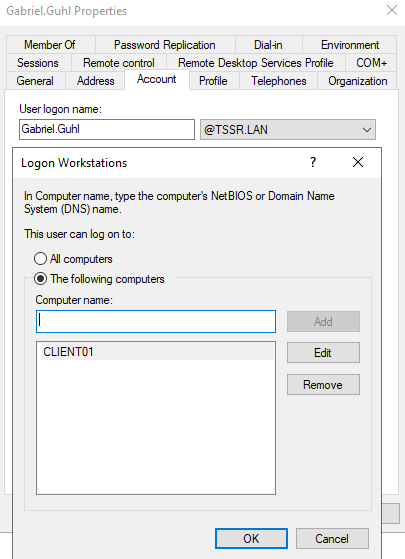 Gabriel.Guhl Properties
Member Of Password Replication Dial-in Environment
Sessions Remote control Remote Desktop Services Profile COM+
General Address Account Profile Telephones Organization
User logon name:
Gabriel.Guhl @TSSR.LAN
Logon Workstations ?
In Computer name, type the computer's NetBIOS or Domain Name
System (DNS) name.
This user can log on to:
All computers
The following computers
Computer name:
Add
CLIENT01
Edit
Remove
OK Cancel